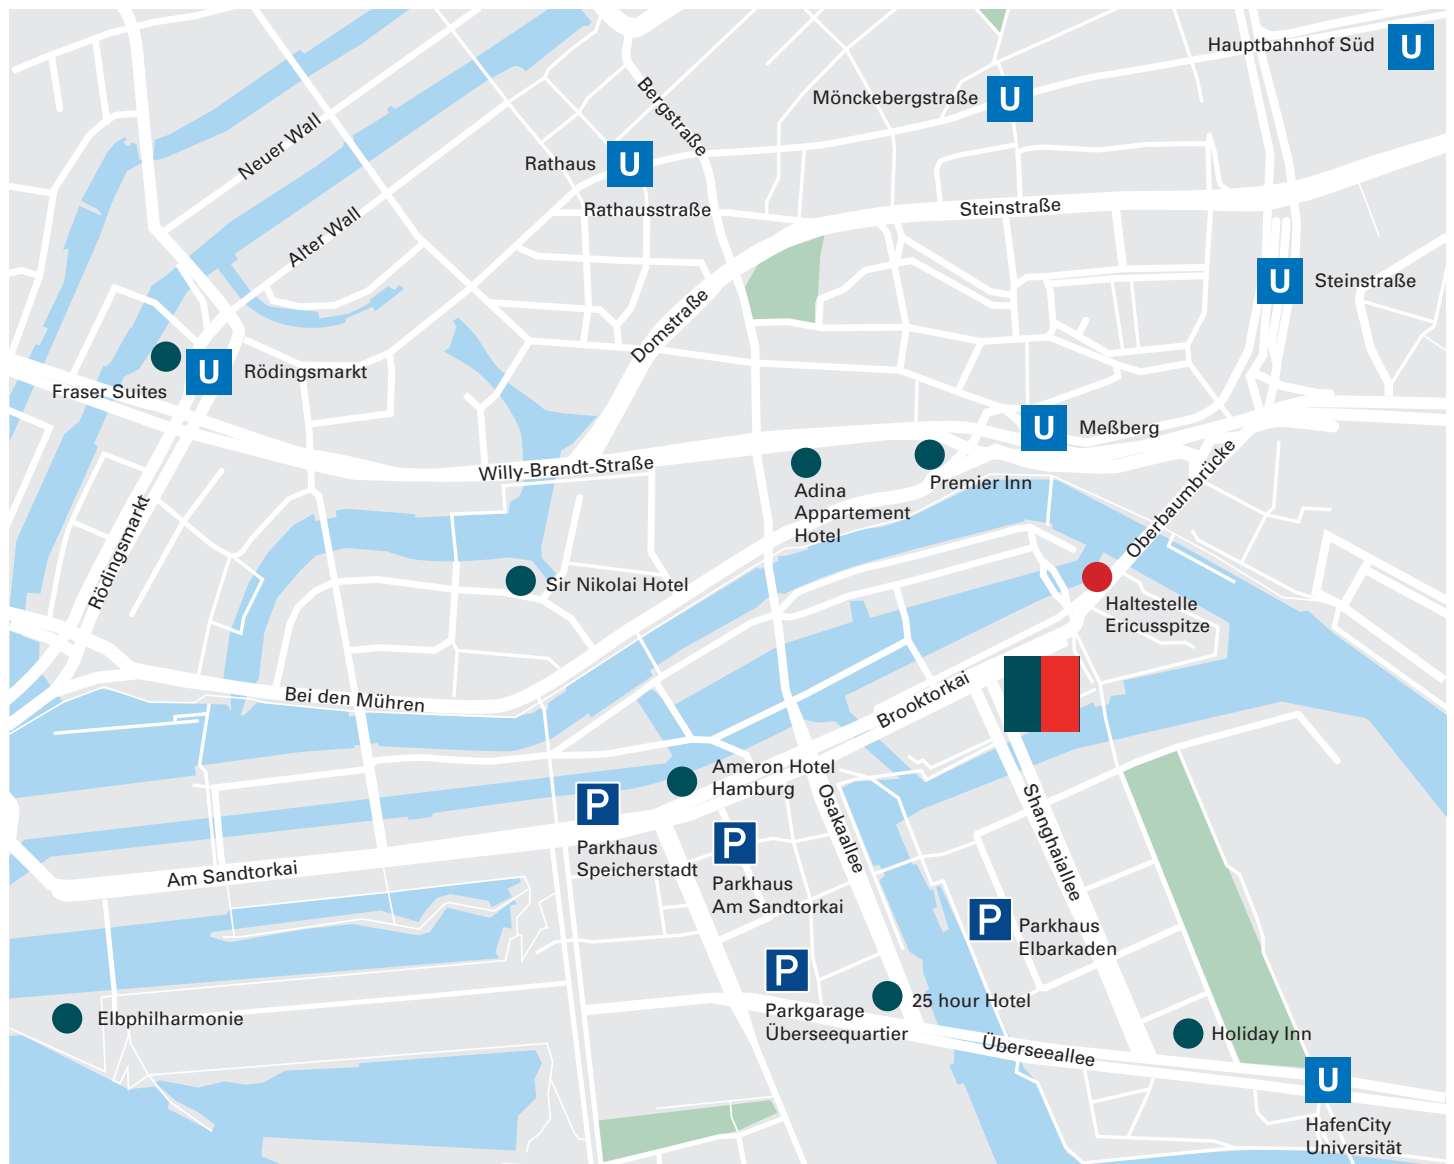 Hauptbahnhof Süd
U
Mönckebergstraße
U
Bergstraße
Neuer Wall
Rathaus
U
Rathausstraße
Steinstraße
Alter Wall
U
Steinstraße
Domstraße
Fraser Suites
U
Rödingsmarkt
U
Meßberg
Willy-Brandt-Straße
Adina
Appartement
Hotel
Premier Inn
Oberbaumbrücke
Rödingsmarkt
Sir Nikolai Hotel
Haltestelle
Ericusspitze
Bei den Mühren
Brooktorkai
Ameron Hotel
Hamburg
P
Parkhaus
Speicherstadt
P
Parkhaus
Am Sandtorkai
Osakaallee
Shanghaiallee
Am Sandtorkai
P
Parkhaus
Elbarkaden
P
Parkgarage
Überseequartier
25 hour Hotel
Elbphilharmonie
Überseeallee
Holiday Inn
U
HafenCity
Universität